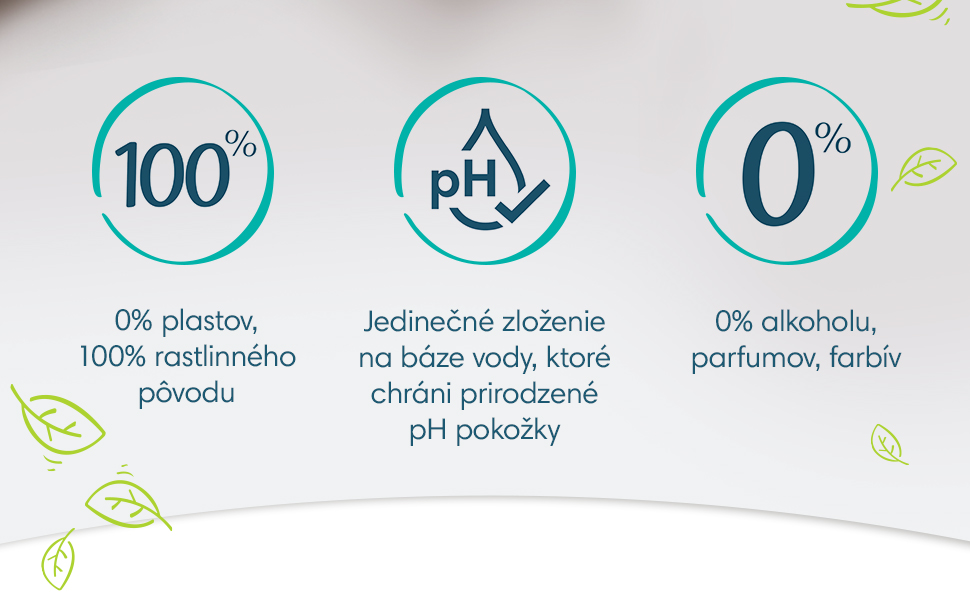 100%
pH
0%
0% plastov,
100% rastlinného
pôvodu
Jedinečné zloženie
na báze vody, ktoré
chráni prirodzené
pH pokožky
0% alkoholu,
parfumov, farbív